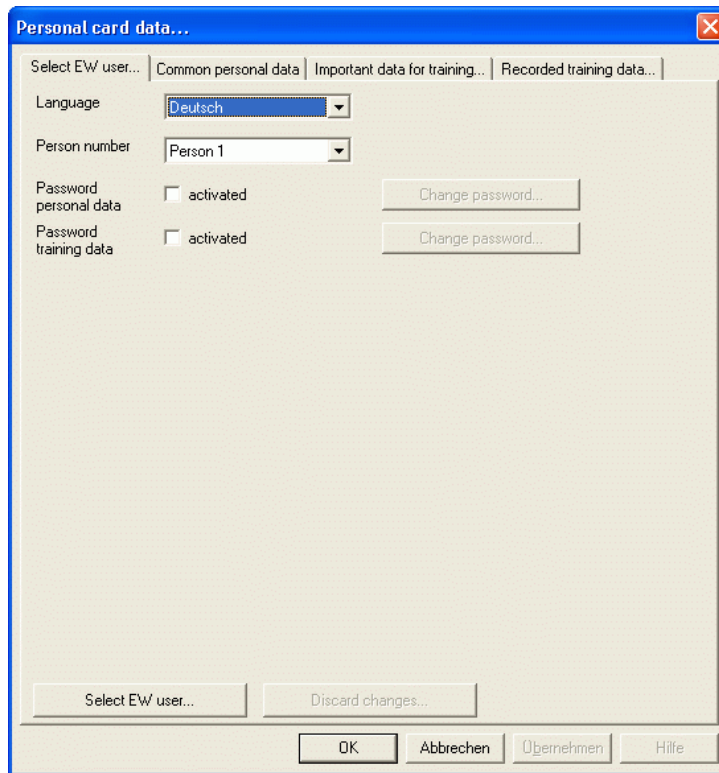 Personal card data...
Select EW user... Common personal data Important data for training... Recorded training data...
Language Deutsch
Person number Person 1
Password
personal data activated Change password...
Password
training data activated Change password...
Select EW user... Discard changes...
OK Abbrechen Übernehmen Hilfe